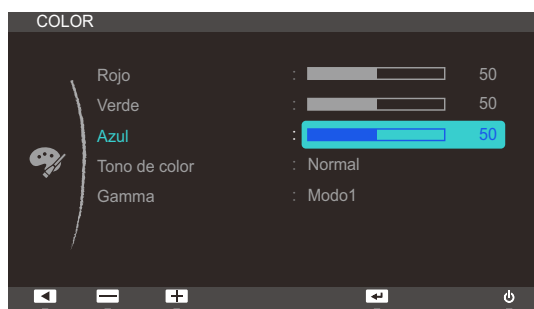 COLOR
Rojo : 50
Verde : 50
Azul : 50
Tono de color : Normal
Gamma : Modo1